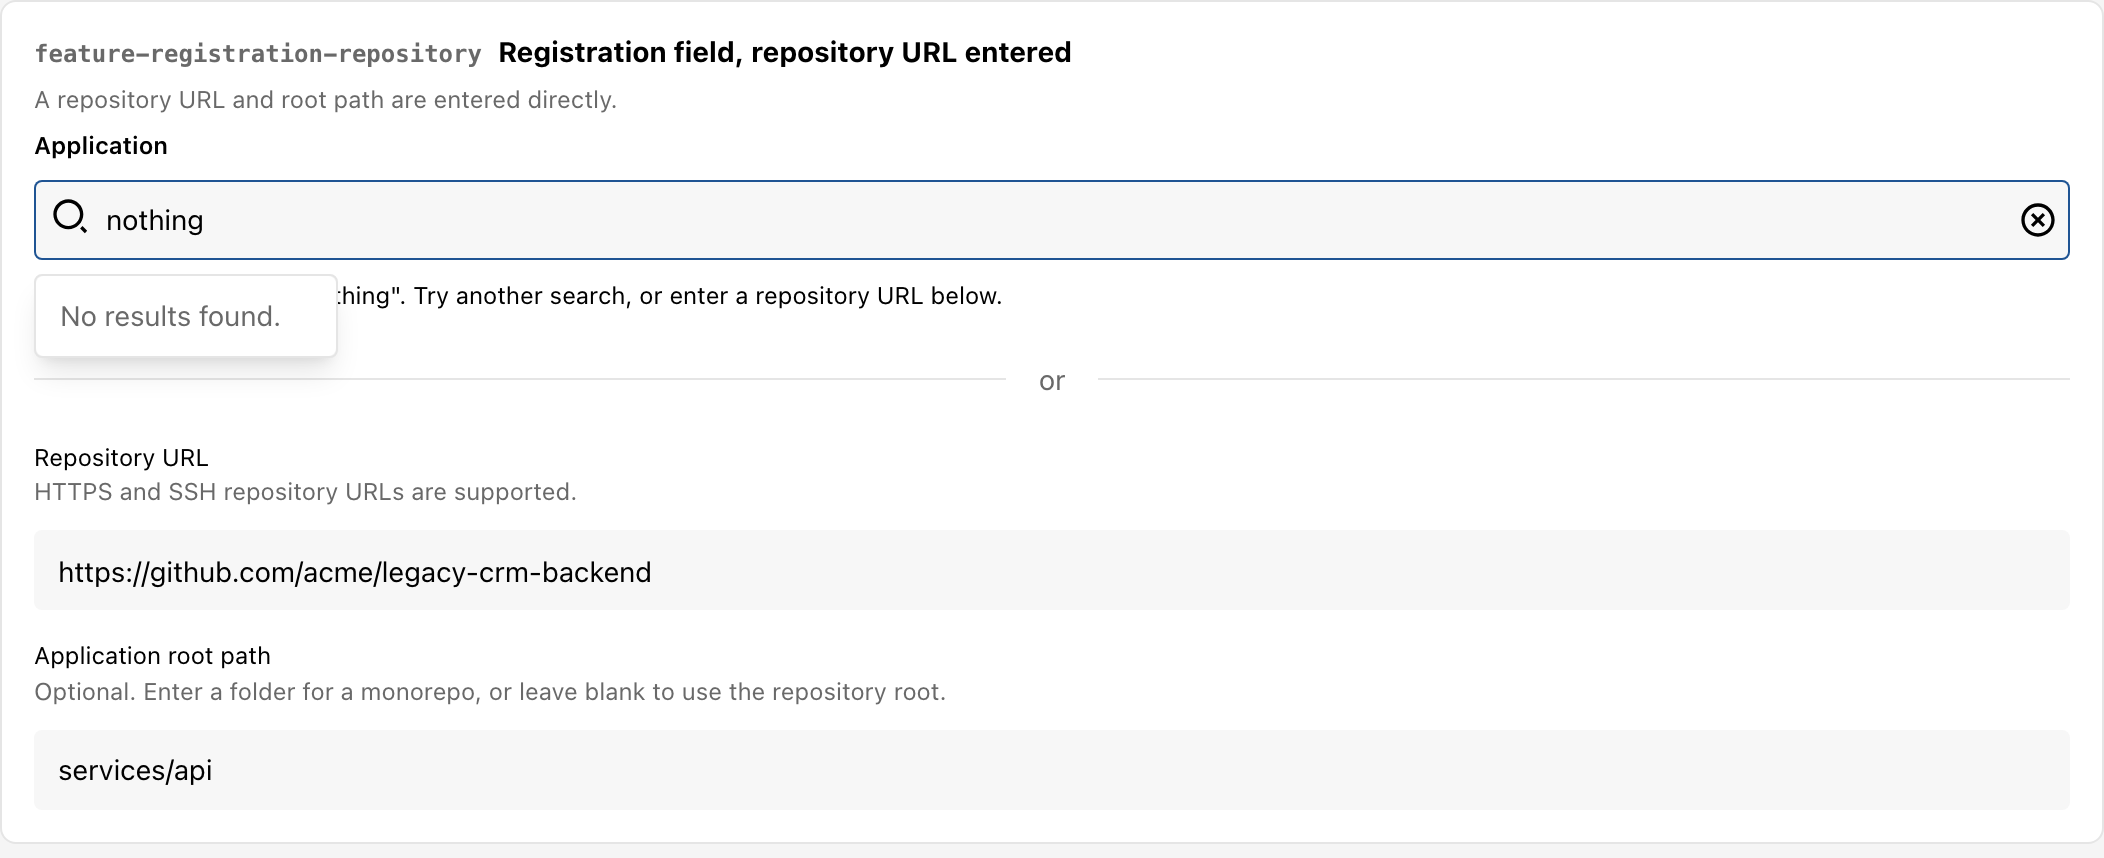 feature-registration-repository Registration field, repository URL entered
A repository URL and root path are entered directly.
Application
nothing
thing". Try another search, or enter a repository URL below.
No results found.
or
Repository URL
HTTPS and SSH repository URLs are supported.
https://github.com/acme/legacy-crm-backend
Application root path
Optional. Enter a folder for a monorepo, or leave blank to use the repository root.
services/api